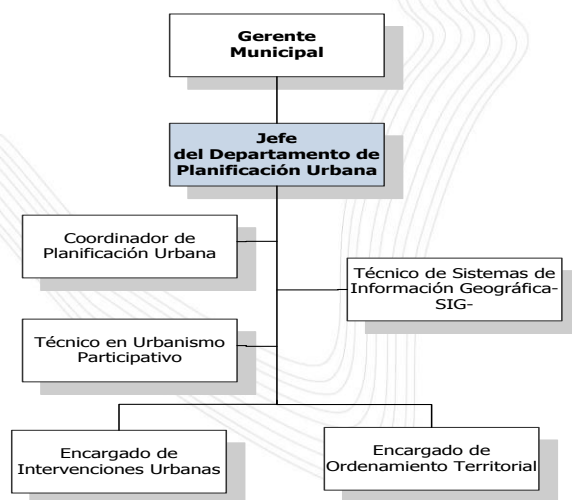 Gerente
Municipal
Jefe
del Departamento de
Planificación Urbana
Coordinador de
Planificación Urbana
Técnico de Sistemas de
Información Geográfica-
SIG-
Técnico en Urbanismo
Participativo
Encargado de
Intervenciones Urbanas
Encargado de
Ordenamiento Territorial